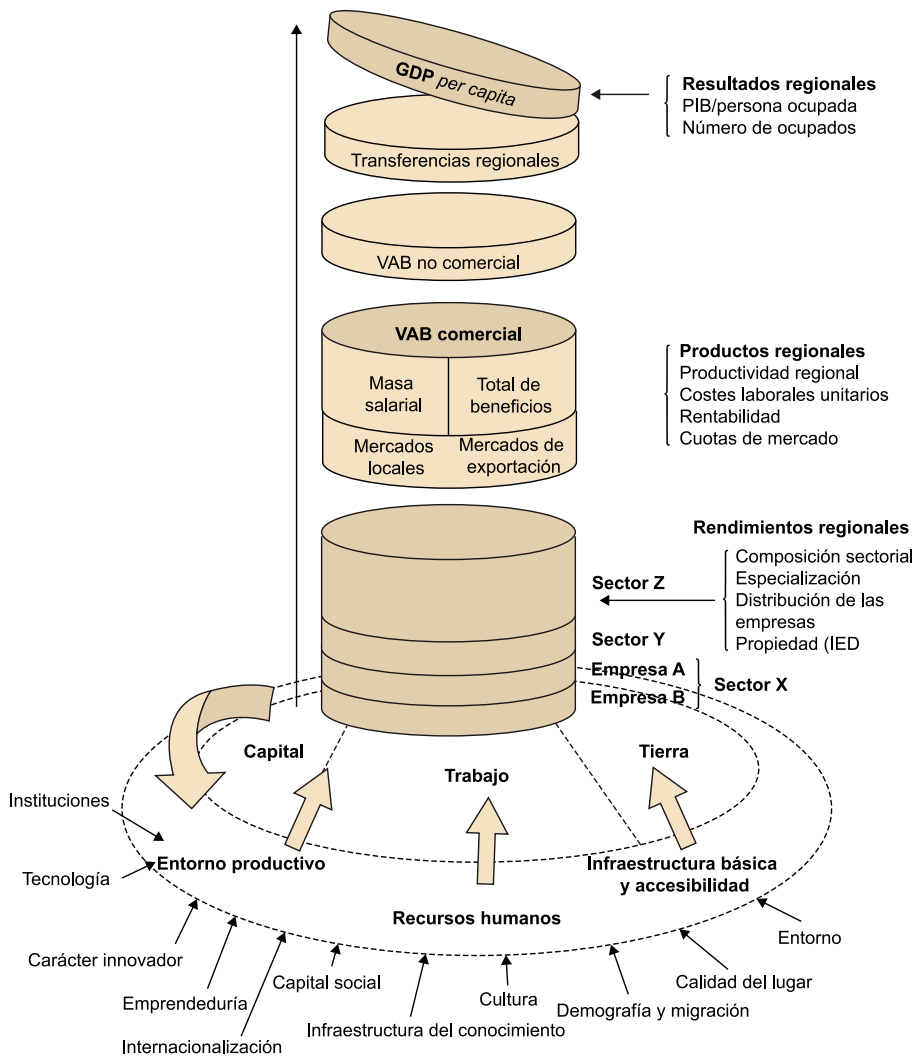 GDP per capita
Resultados regionales
PIB/persona ocupada
Número de ocupados
Transferencias regionales
VAB no comercial
VAB comercial
Masa
salarial
Total de
beneficios
Mercados
locales
Mercados de
exportación
Productos regionales
Productividad regional
Costes laborales unitarios
Rentabilidad
Cuotas de mercado
Rendimientos regionales
Composición sectorial
Especialización
Distribución de las
empresas
Propiedad (IED
Sector Z
Sector Y
Empresa A
Empresa B
Sector X
Capital
Trabajo
Tierra
Instituciones
Entorno productivo
Infraestructura básica
y accesibilidad
Tecnología
Recursos humanos
Entorno
Carácter innovador
Capital social
Calidad del lugar
Emprendeduría
Cultura
Demografía y migración
Infraestructura del conocimiento
Internacionalización